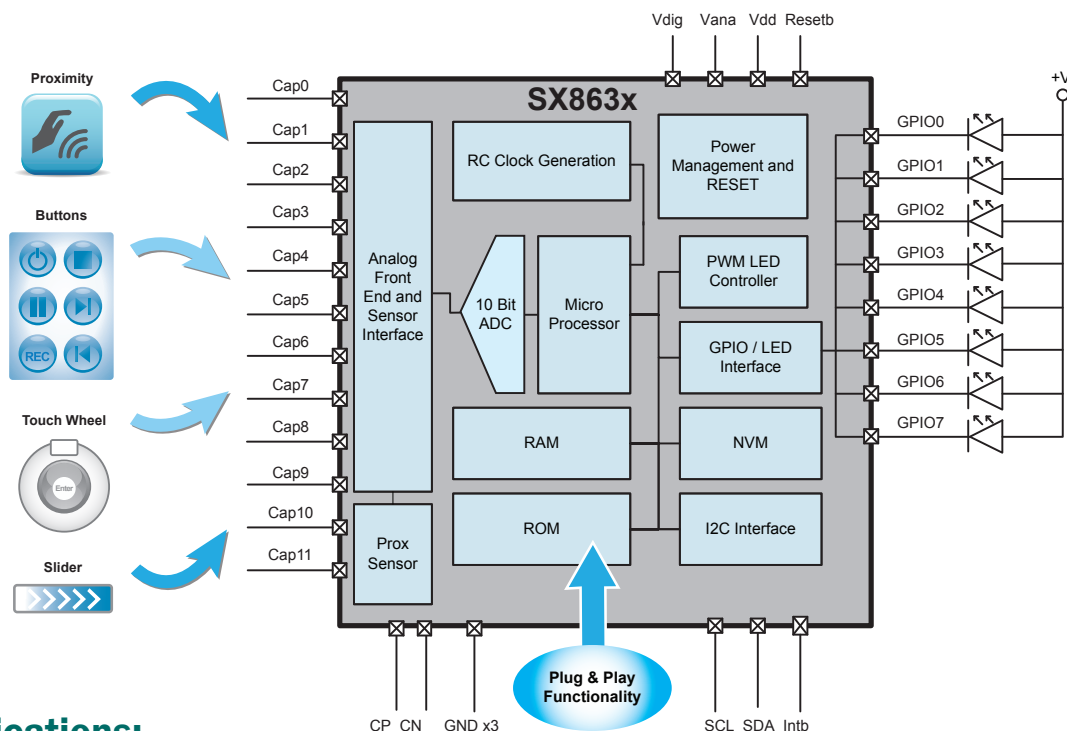 Vdig Vana Vdd Resetb
Proximity
Buttons
REC
Touch Wheel
Enter
Slider
Cap0
Cap1
Cap2
Cap3
Cap4
Cap5
Cap6
Cap7
Cap8
Cap9
Cap10
Cap11
SX863x
RC Clock Generation
Power
Management and
RESET
Analog
Front
End and
Sensor
Interface
10 Bit
ADC
Micro
Processor
PWM LED
Controller
GPIO / LED
Interface
RAM
NVM
ROM
I2C Interface
Prox
Sensor
+V
GPIO0
GPIO1
GPIO2
GPIO3
GPIO4
GPIO5
GPIO6
GPIO7
Plug & Play
Functionality
CP CN GND x3
SCL SDA Intb